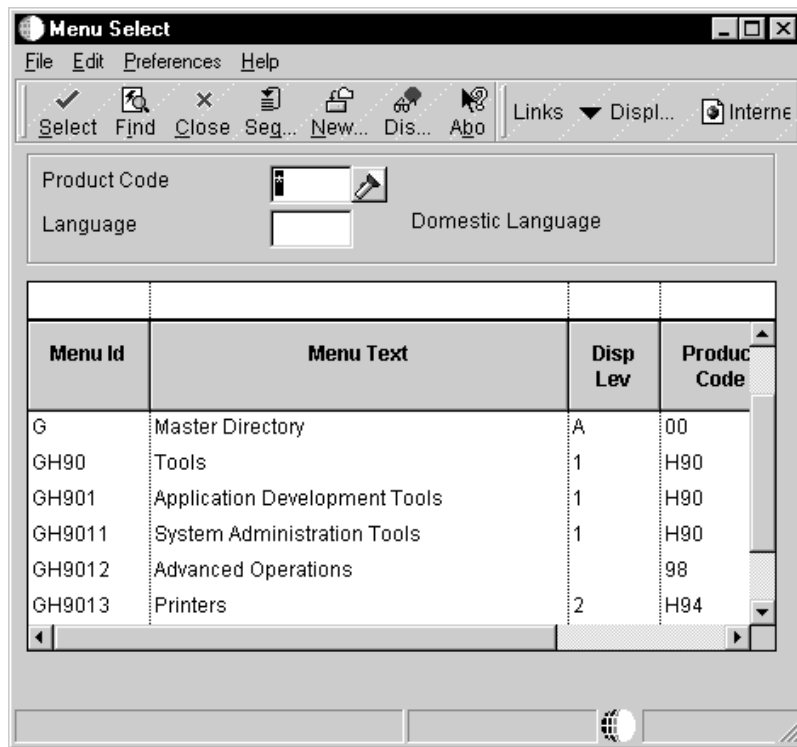 Menu Select
File Edit Preferences Help
Select Find Close Seq... New... Dis... Abo Links Displ... Interne
Product Code *
Language Domestic Language
Menu Id Menu Text Disp Lev Produc Code
G Master Directory A 00
GH90 Tools 1 H90
GH901 Application Development Tools 1 H90
GH9011 System Administration Tools 1 H90
GH9012 Advanced Operations 98
GH9013 Printers 2 H94